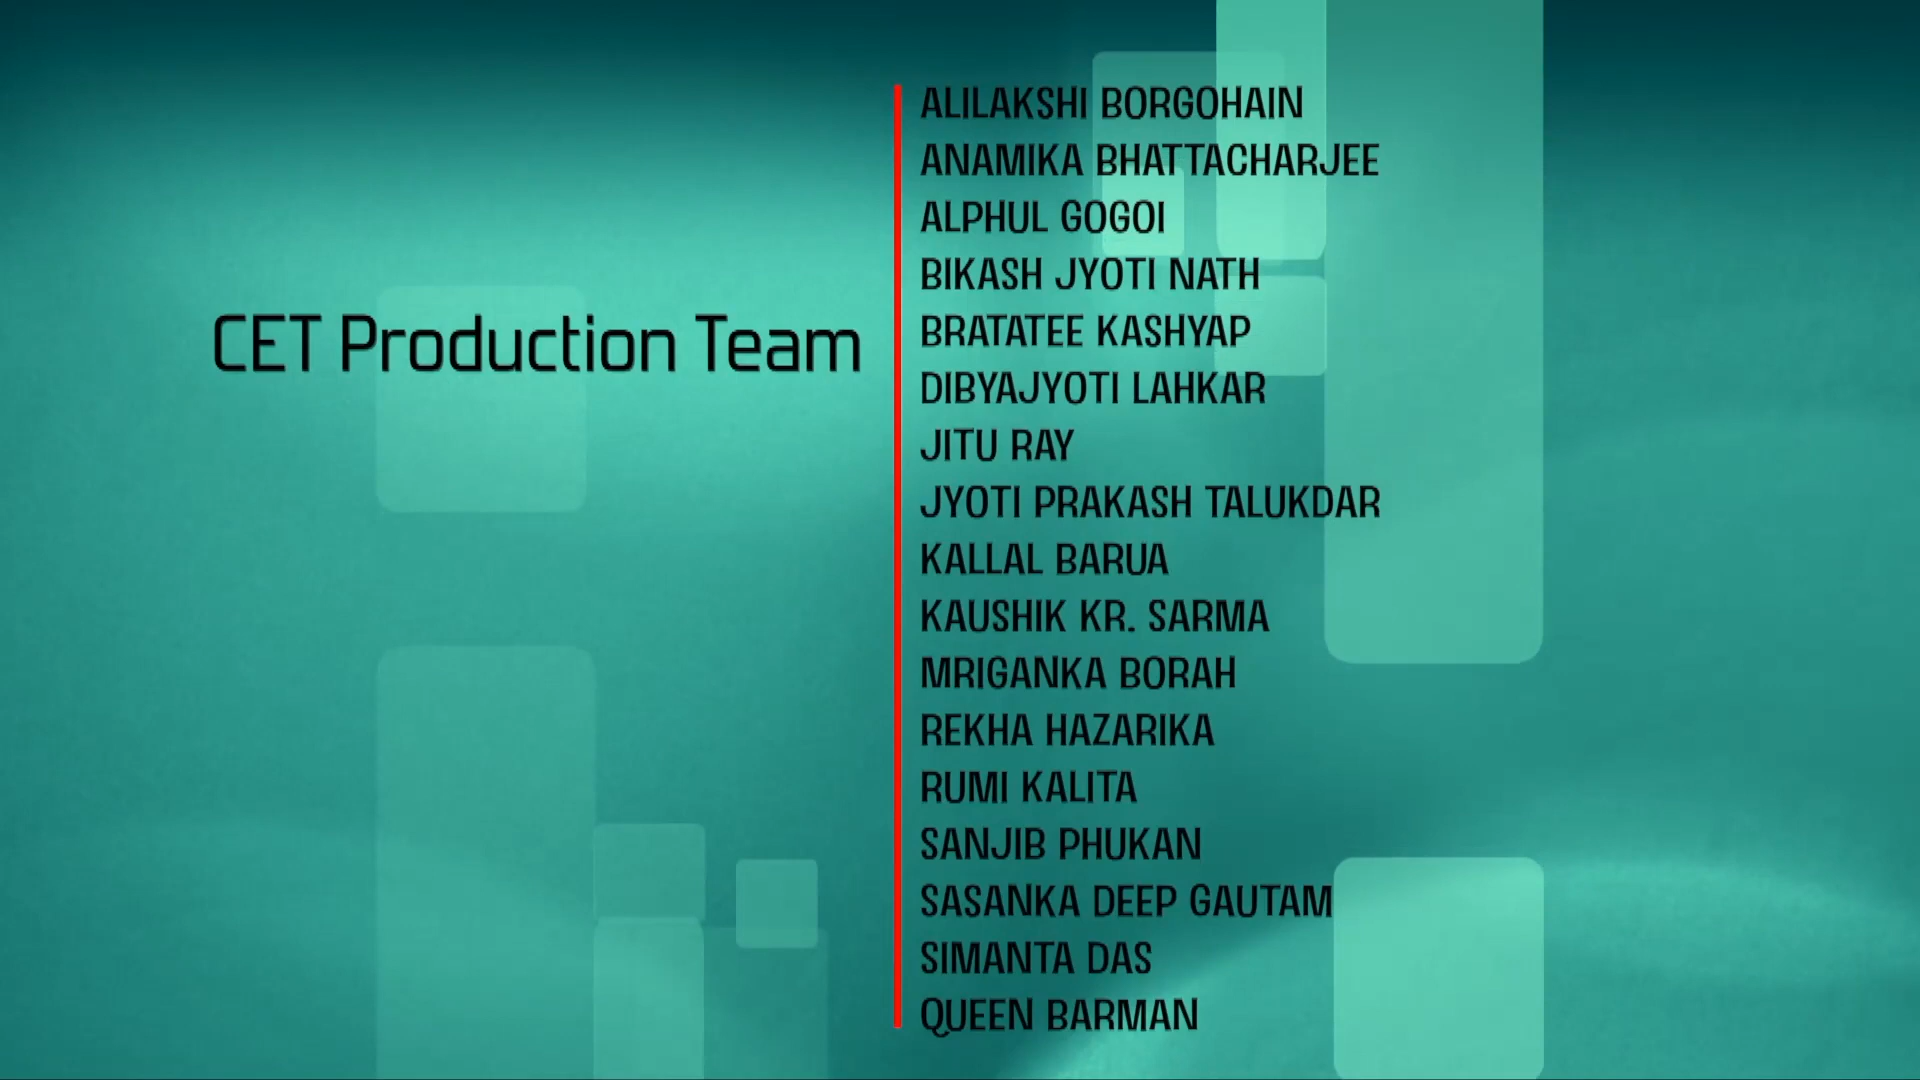 CET Production Team
ALILAKSHI BORGOHAIN
ANAMIKA BHATTACHARJEE
ALPHUL GOGOI
BIKASH JYOTI NATH
BRATATEE KASHYAP
DIBYAJYOTI LAHKAR
JITU RAY
JYOTI PRAKASH TALUKDAR
KALLAL BARUA
KAUSHIK KR. SARMA
MRIGANKA BORAH
REKHA HAZARIKA
RUMI KALITA
SANJIB PHUKAN
SASANKA DEEP GAUTAM
SIMANTA DAS
QUEEN BARMAN